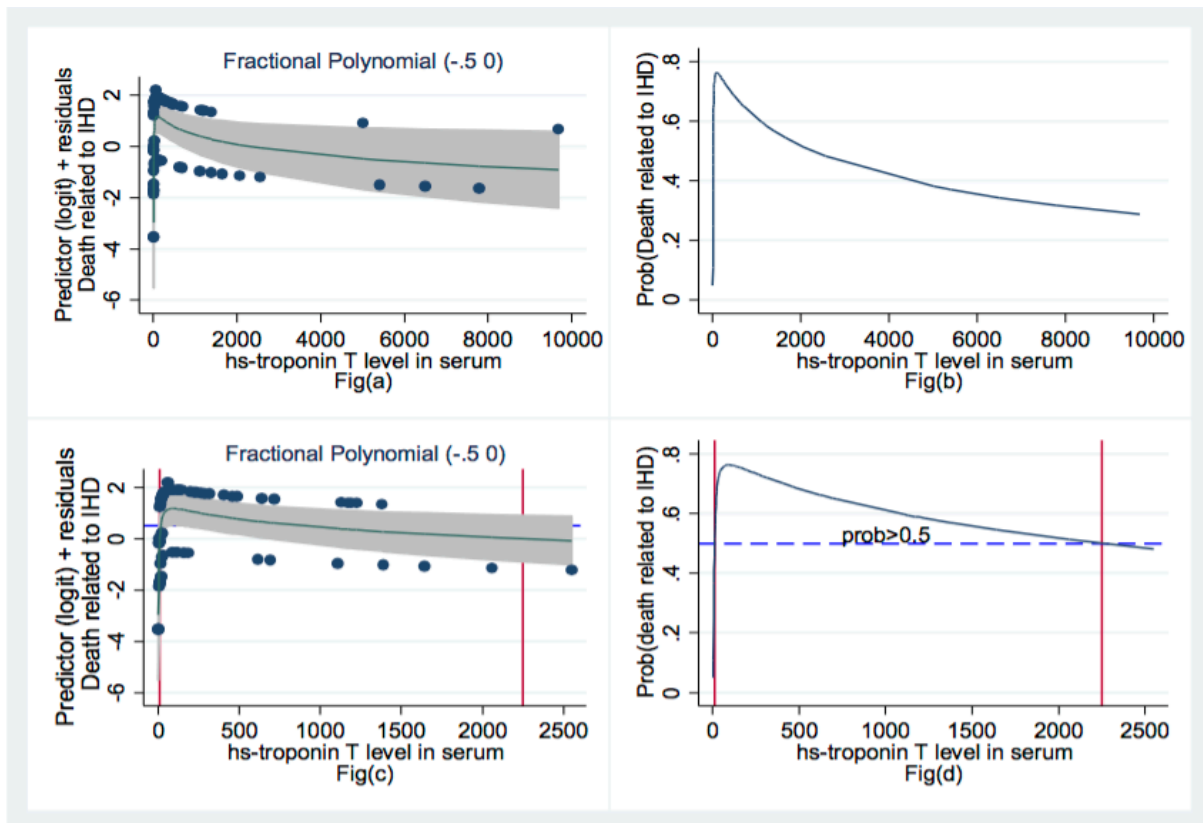 Fractional Polynomial (-.5 0)
Predictor (logit) + residuals
Death related to IHD
2
0
-2
-4
-6
0 2000 4000 6000 8000 10000
hs-troponin T level in serum
Fig(a)
Prob(Death related to IHD)
.8
.6
.4
.2
0
0 2000 4000 6000 8000 10000
hs-troponin T level in serum
Fig(b)
Fractional Polynomial (-.5 0)
Predictor (logit) + residuals
Death related to IHD
2
0
-2
-4
-6
0 500 1000 1500 2000 2500
hs-troponin T level in serum
Fig(c)
Prob(death related to IHD)
.8
.6
.4
.2
0
prob>0.5
0 500 1000 1500 2000 2500
hs-troponin T level in serum
Fig(d)